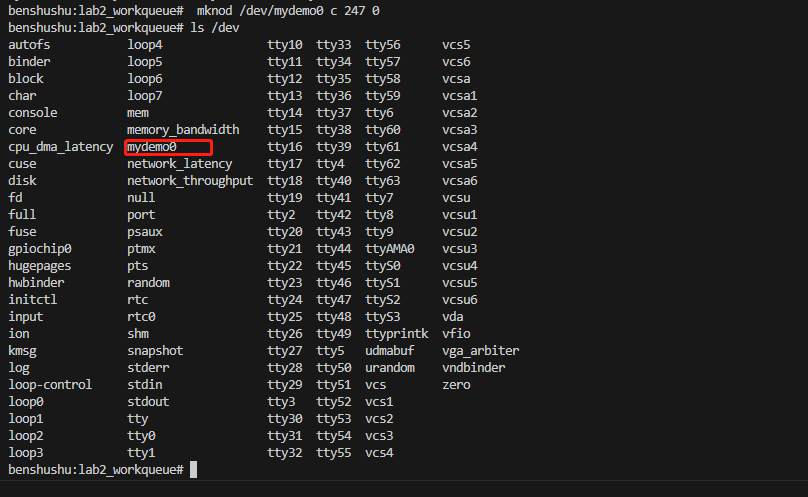 benshushu:lab2_workqueue#  mknod /dev/mydemo0 c 247 0
benshushu:lab2_workqueue# ls /dev
autofs            loop4               tty10  tty33  tty56      vcs5
binder            loop5               tty11  tty34  tty57      vcs6
block             loop6               tty12  tty35  tty58      vcsa
char              loop7               tty13  tty36  tty59      vcsa1
console           mem                 tty14  tty37  tty6       vcsa2
core              memory_bandwidth    tty15  tty38  tty60      vcsa3
cpu_dma_latency   mydemo0             tty16  tty39  tty61      vcsa4
cuse              network_latency     tty17  tty4   tty62      vcsa5
disk              network_throughput  tty18  tty40  tty63      vcsa6
fd                null                tty19  tty41  tty7       vcsu
full              port                tty2   tty42  tty8       vcsu1
fuse              psaux               tty20  tty43  tty9       vcsu2
gpiochip0         ptmx                tty21  tty44  ttyAMA0    vcsu3
hugepages         pts                 tty22  tty45  ttyS0      vcsu4
hwbinder          random              tty23  tty46  ttyS1      vcsu5
initctl           rtc                 tty24  tty47  ttyS2      vcsu6
input             rtc0                tty25  tty48  ttyS3      vda
ion               shm                 tty26  tty49  ttyprintk  vfio
kmsg              snapshot            tty27  tty5   udmabuf    vga_arbiter
log               stderr              tty28  tty50  urandom    vndbinder
loop-control      stdin               tty29  tty51  vcs        zero
loop0             stdout              tty3   tty52  vcs1
loop1             tty                 tty30  tty53  vcs2
loop2             tty0                tty31  tty54  vcs3
loop3             tty1                tty32  tty55  vcs4
benshushu:lab2_workqueue#